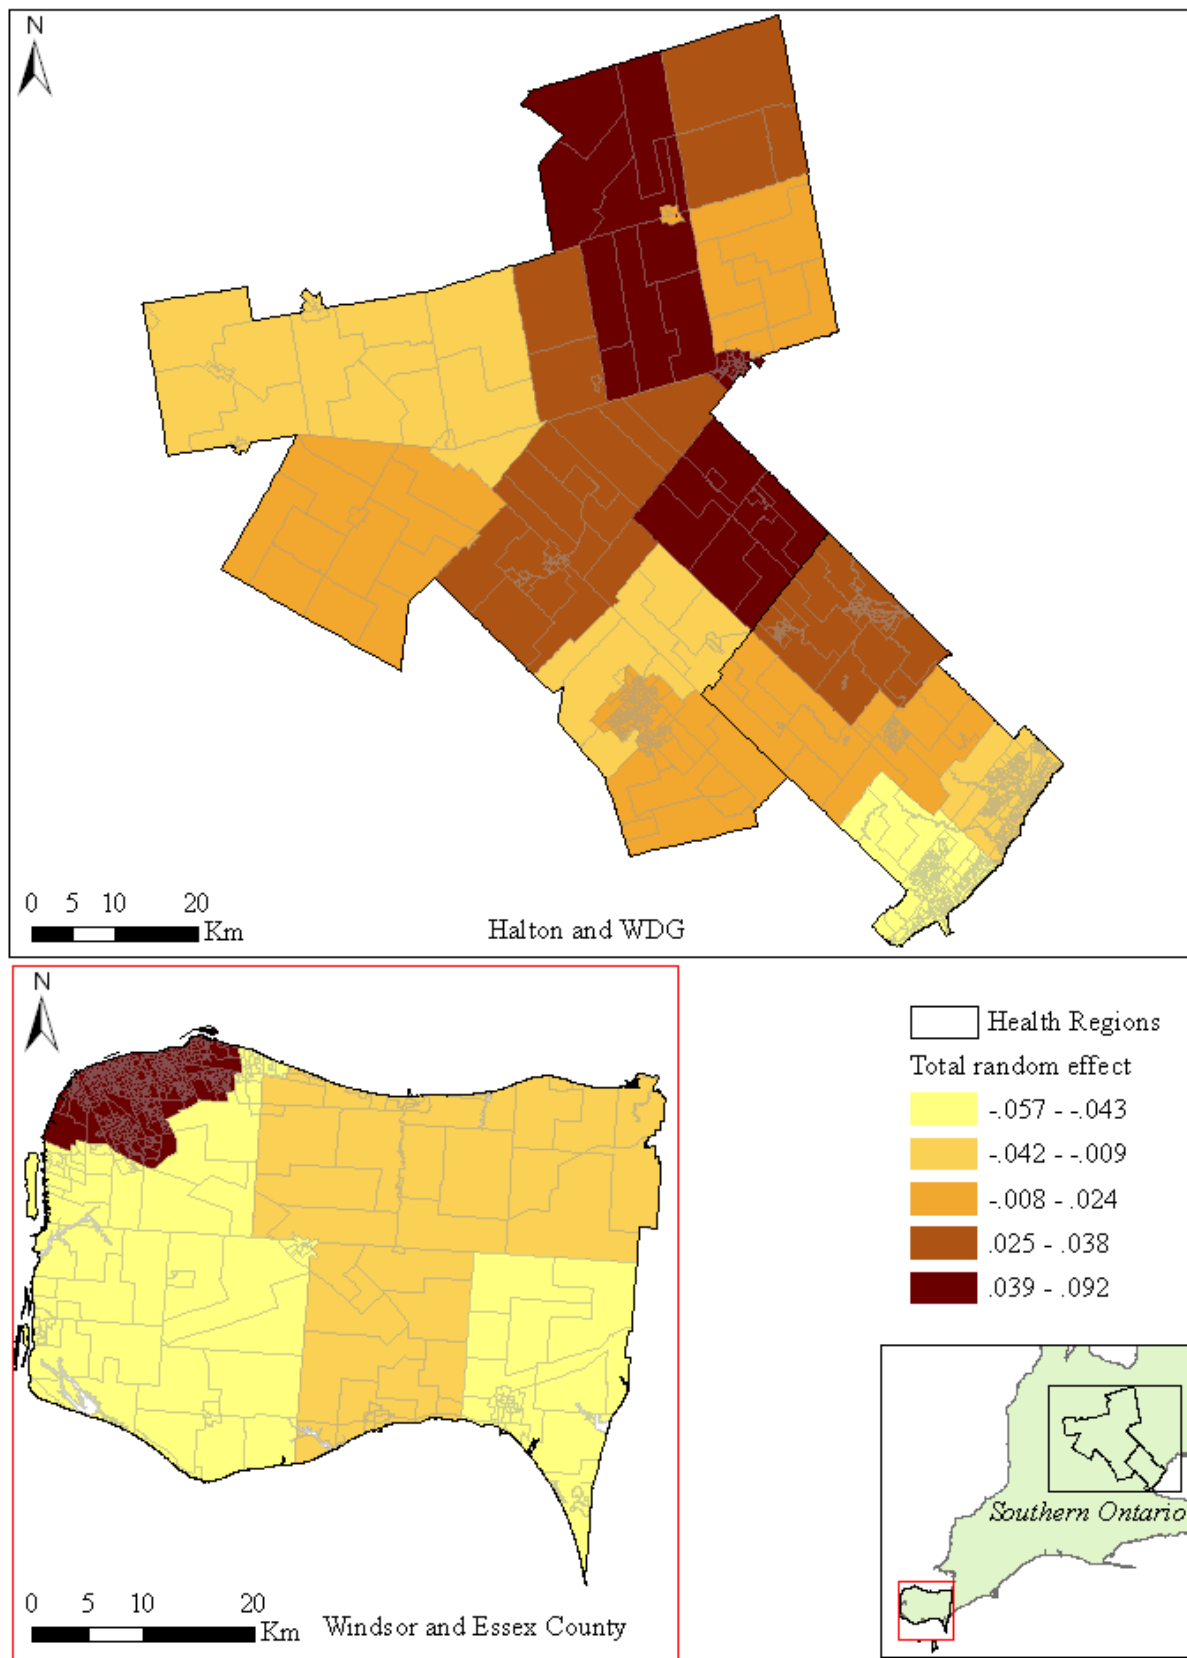 N
0 5 10 20
Km
Halton and WDG
N
0 5 10 20
Km
Windsor and Essex County
Health Regions
Total random effect
-.057 - -.043
-.042 - -.009
-.008 - .024
.025 - .038
.039 - .092
Southern Ontario